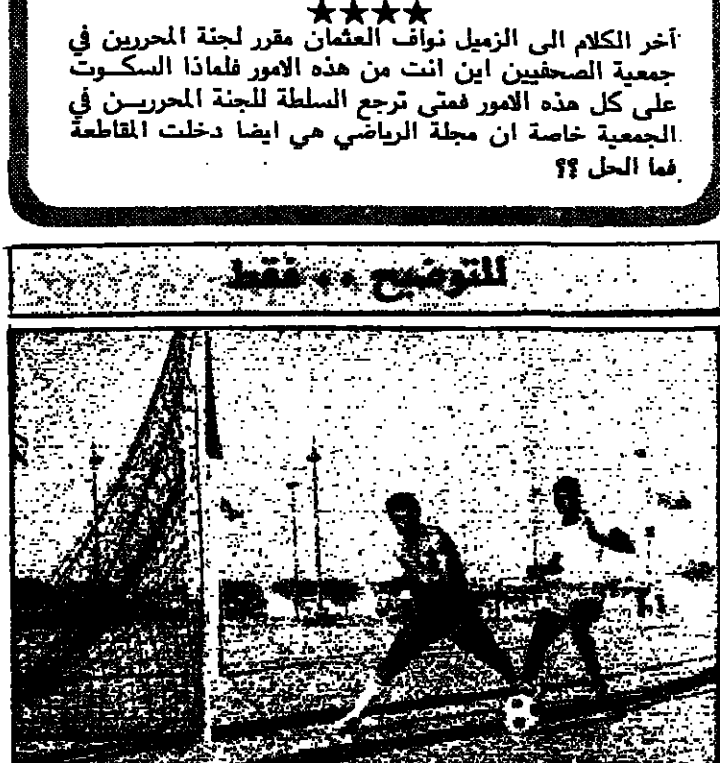 ★★★★
آخر الكلام الى الزميل نواف العثمان مقرر لجنة المحررين في
جمعية الصحفيين اين انت من هذه الامور فلماذا السكوت
على كل هذه الامور فمتى ترجع السلطة للجنة المحررين في
الجمعية خاصة ان مجلة الرياضي هي ايضا دخلت المقاطعة
فما الحل ؟؟
للتوضيح .. فقط